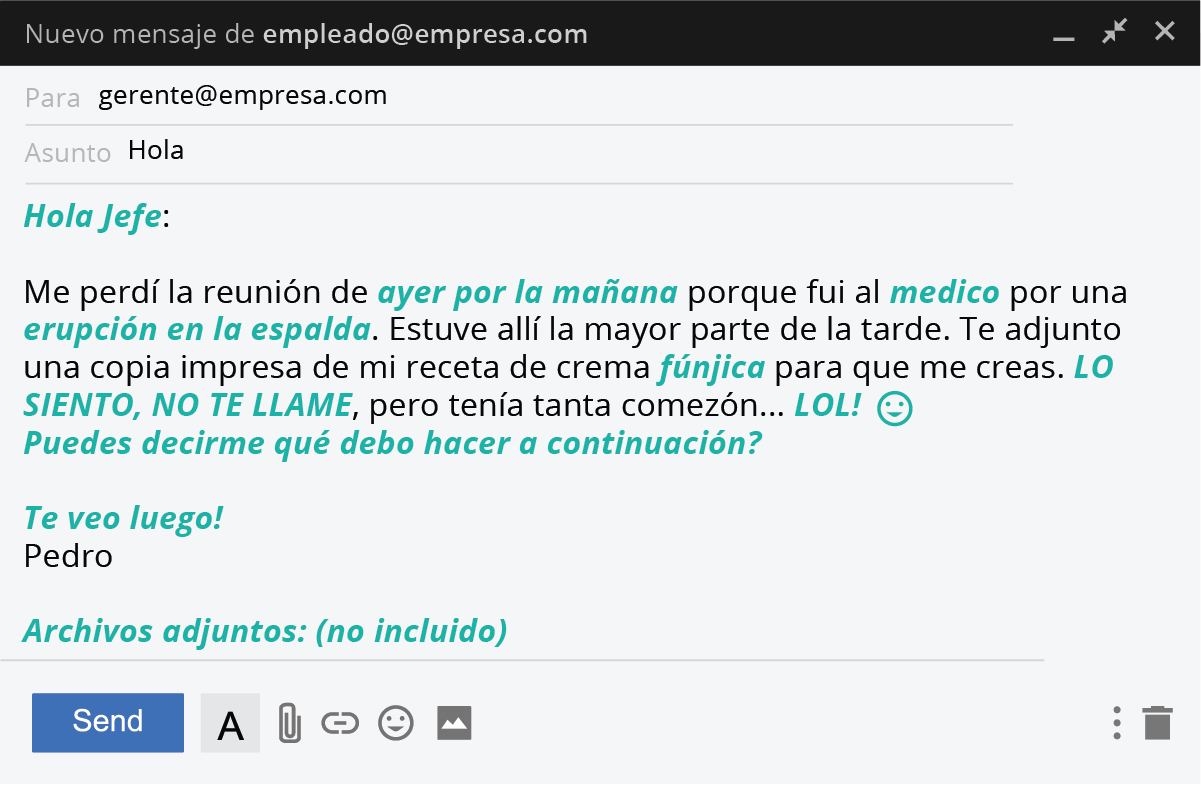 Nuevo mensaje de empleado@empresa.com
Para gerente@empresa.com
Asunto Hola
Hola Jefe:
Me perdí la reunión de ayer por la mañana porque fui al medico por una
erupción en la espalda. Estuve allí la mayor parte de la tarde. Te adjunto
una copia impresa de mi receta de crema fúnjica para que me creas. LO
SIENTO, NO TE LLAME, pero tenía tanta comezón... LOL!
Puedes decirme qué debo hacer a continuación?
Te veo luego!
Pedro
Archivos adjuntos: (no incluido)
Send A